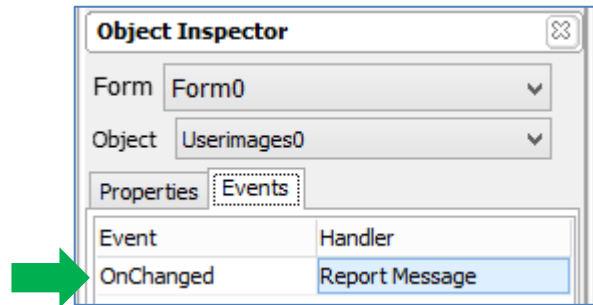 Object Inspector
Form Form0
Object Userimages0
Properties Events
Event Handler
OnChanged Report Message